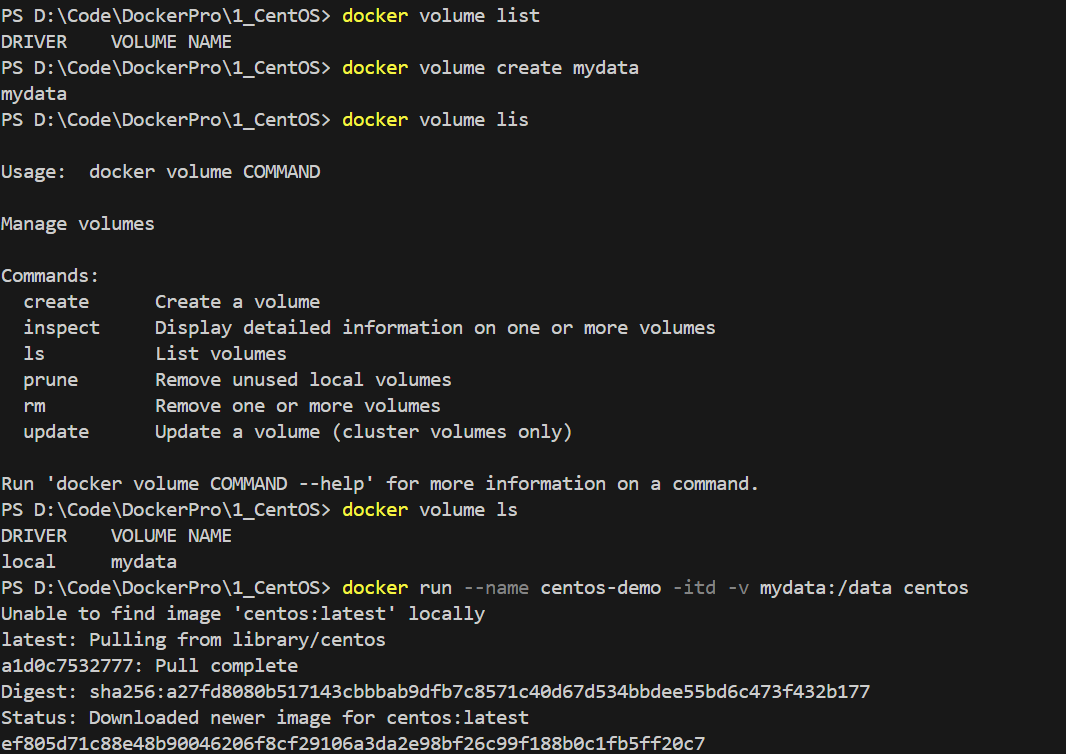 PS D:\Code\DockerPro\1_CentOS> docker volume list
DRIVER    VOLUME NAME
PS D:\Code\DockerPro\1_CentOS> docker volume create mydata
mydata
PS D:\Code\DockerPro\1_CentOS> docker volume lis

Usage:  docker volume COMMAND

Manage volumes

Commands:
  create      Create a volume
  inspect     Display detailed information on one or more volumes
  ls          List volumes
  prune       Remove unused local volumes
  rm          Remove one or more volumes
  update      Update a volume (cluster volumes only)

Run 'docker volume COMMAND --help' for more information on a command.
PS D:\Code\DockerPro\1_CentOS> docker volume ls
DRIVER    VOLUME NAME
local     mydata
PS D:\Code\DockerPro\1_CentOS> docker run --name centos-demo -itd -v mydata:/data centos
Unable to find image 'centos:latest' locally
latest: Pulling from library/centos
a1d0c7532777: Pull complete
Digest: sha256:a27fd8080b517143cbbbab9dfb7c8571c40d67d534bbdee55bd6c473f432b177
Status: Downloaded newer image for centos:latest
ef805d71c88e48b90046206f8cf29106a3da2e98bf26c99f188b0c1fb5ff20c7